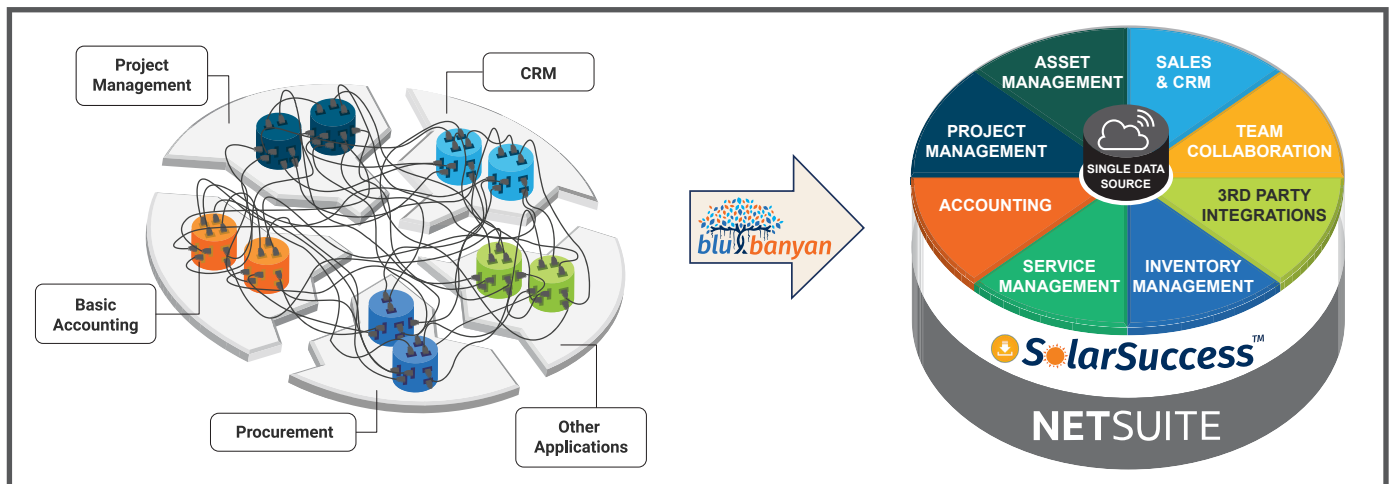 Project
Management
CRM
Basic
Accounting
Procurement
Other
Applications
blu banyan
ASSET
MANAGEMENT
SALES
& CRM
PROJECT
MANAGEMENT
TEAM
COLLABORATION
SINGLE DATA
SOURCE
ACCOUNTING
3RD PARTY
INTEGRATIONS
SERVICE
MANAGEMENT
INVENTORY
MANAGEMENT
SolarSuccess™
NETSUITE